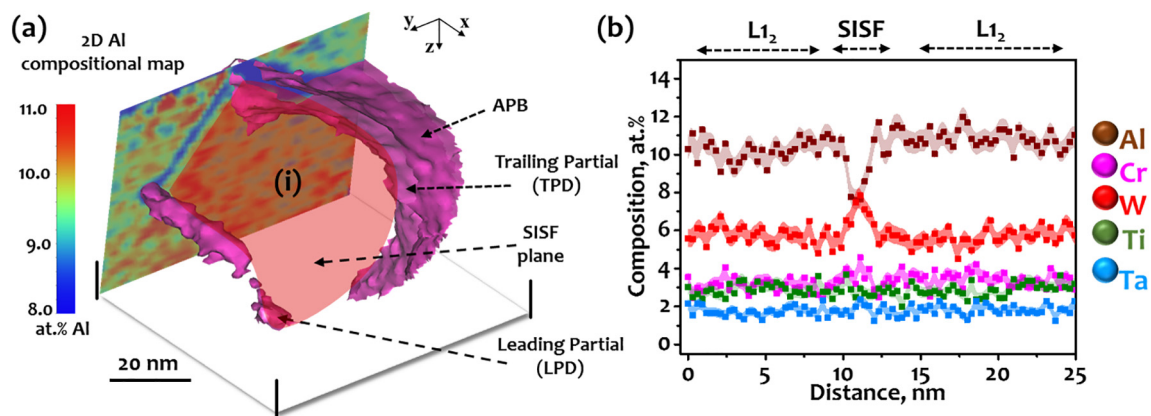 (a)
2D Al
compositional map
11.0
10.0
9.0
8.0
at.% Al
y
x
z
APB
Trailing Partial
(TPD)
(i)
SISF
plane
Leading Partial
(LPD)
20 nm
(b)
L1₂
SISF
L1₂
Composition, at.%
14
12
10
8
6
4
2
0
0
5
10
15
20
25
Distance, nm
Al
Cr
W
Ti
Ta